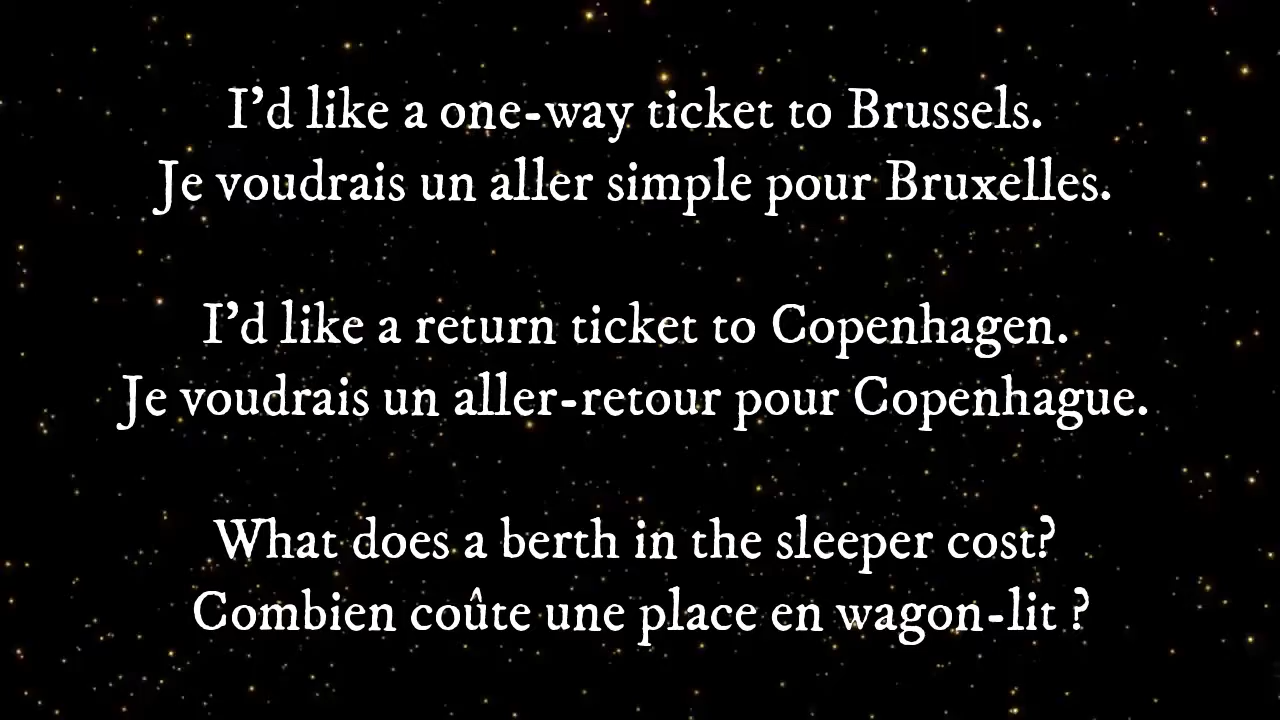 I’d like a one-way ticket to Brussels.
Je voudrais un aller simple pour Bruxelles.
I’d like a return ticket to Copenhagen.
Je voudrais un aller-retour pour Copenhague.
What does a berth in the sleeper cost?
Combien coûte une place en wagon-lit ?